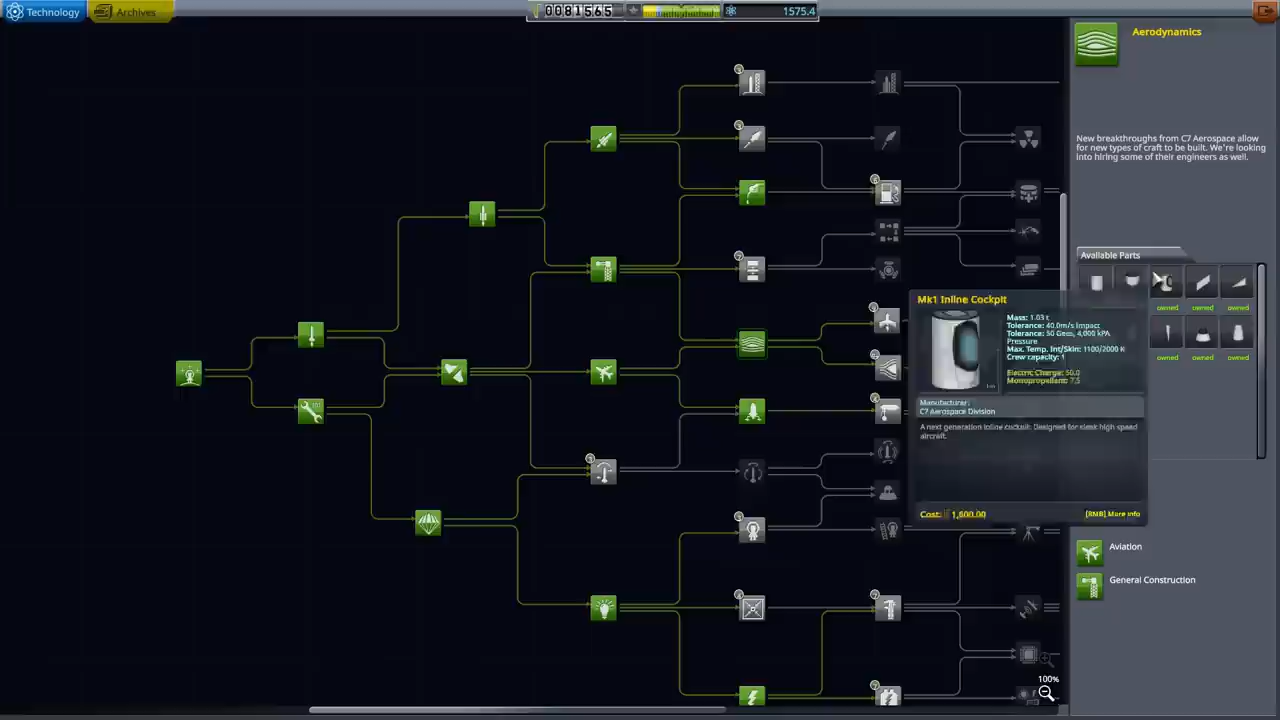 Technology
Archives
0081565
1575.4
Aerodynamics
New breakthroughs from C7 Aerospace allow
for new types of craft to be built. We're looking
into hiring some of their engineers as well.
Available Parts
owned
owned
owned
owned
owned
owned
Mk1 Inline Cockpit
Mass: 1.03 t
Tolerance: 40.0m/s Impact
Tolerance: 50 Gees, 4,000 kPA
Pressure
Max. Temp. Int/Skin: 1100/2000 K
Crew capacity: 1
Electric Charge: 50.0
Monopropellant: 7.5
Manufacturer:
C7 Aerospace Division
A next generation inline cockpit. Designed for sleek high speed
aircraft.
Cost: 1,600.00
[RMB] More Info
Aviation
General Construction
100%